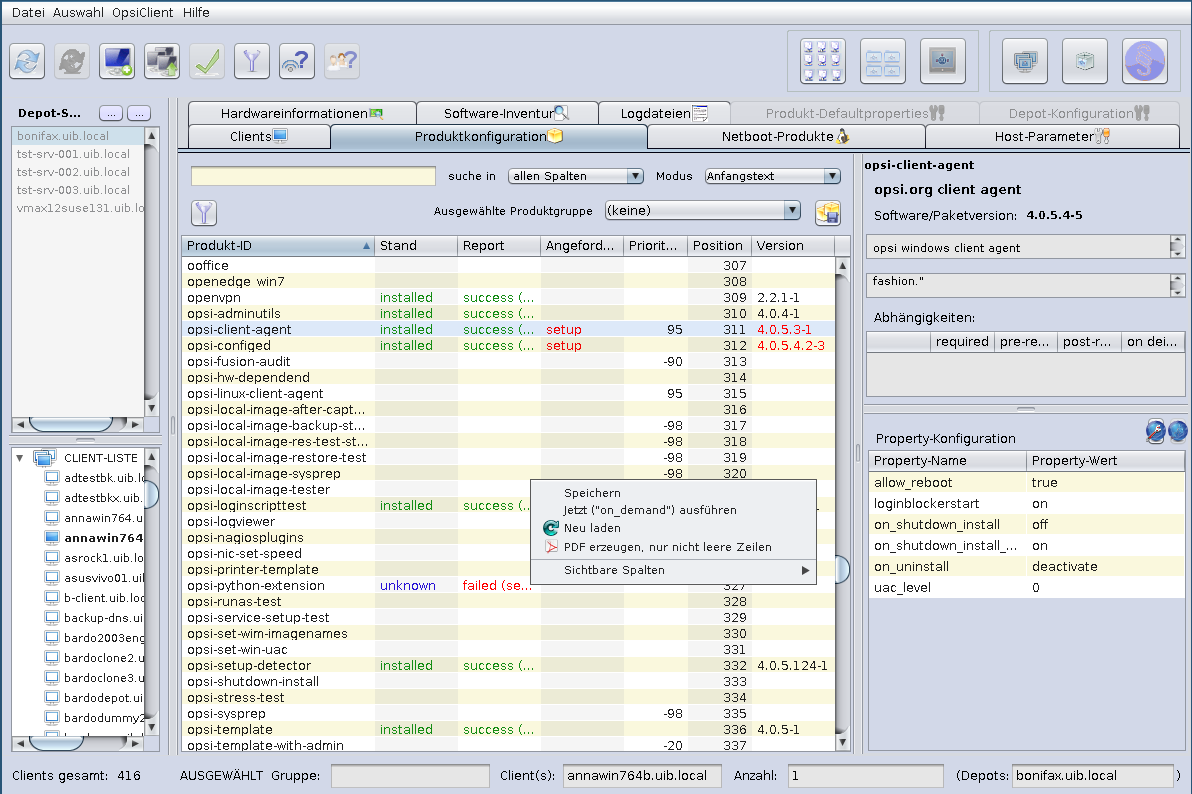 Datei Auswahl OpsiClient Hilfe
Depot-S... ... ...
bonifax.uib.local
tst-srv-001.uib.local
tst-srv-002.uib.local
tst-srv-003.uib.local
vmax12suse131.uib.lo
CLIENT-LISTE
adtestbk.uib.lo
adtestbkx.uib.
annawin764.u
annawin764
asrock1.uib.lo
asusvivo01.uil
b-client.uib.loc
backup-dns.ui
bardo2003eng
bardoclone2.u
bardoclone3.u
bardodepot.ui
bardodummy2
Hardwareinformationen Software-Inventur Logdateien Produkt-Defaultproperties Depot-Konfiguration
Clients Produktkonfiguration Netboot-Produkte Host-Parameter
suche in allen Spalten Modus Anfangstext
Ausgewählte Produktgruppe (keine)
Produkt-ID Stand Report Angeford... Priorit... Position Version
ooffice 307
openedge win7 308
openvpn installed success (... 309 2.2.1-1
opsi-adminutils installed success (... 310 4.0.4-1
opsi-client-agent installed success (... setup 95 311 4.0.5.3-1
opsi-configed installed success (... setup 312 4.0.5.4.2-3
opsi-fusion-audit -90 313
opsi-hw-dependend 314
opsi-linux-client-agent 95 315
opsi-local-image-after-capt... 316
opsi-local-image-backup-st... -98 317
opsi-local-image-res-test-st... -98 318
opsi-local-image-restore-test -98 319
opsi-local-image-sysprep -98 320
opsi-local-image-tester
opsi-loginscripttest installed success (...
opsi-logviewer
opsi-nagiosplugins
opsi-nic-set-speed
opsi-printer-template
opsi-python-extension unknown failed (se... 327
opsi-runas-test 328
opsi-service-setup-test 329
opsi-set-wim-imagenames 330
opsi-set-win-uac 331
opsi-setup-detector installed success (... 332 4.0.5.124-1
opsi-shutdown-install 333
opsi-stress-test 334
opsi-sysprep -98 335
opsi-template installed success (... 336 4.0.5-1
opsi-template-with-admin -20 337
Speichern
Jetzt ("on_demand") ausführen
Neu laden
PDF erzeugen, nur nicht leere Zeilen
Sichtbare Spalten
opsi-client-agent
opsi.org client agent
Software/Paketversion: 4.0.5.4-5
opsi windows client agent
fashion."
Abhängigkeiten:
required pre-re... post-r... on dei...
Property-Konfiguration
Property-Name Property-Wert
allow_reboot true
loginblockerstart on
on_shutdown_install off
on_shutdown_install_... on
on_uninstall deactivate
uac_level 0
Clients gesamt: 416 AUSGEWÄHLT Gruppe: Client(s): annawin764b.uib.local Anzahl: 1 (Depots: bonifax.uib.local )